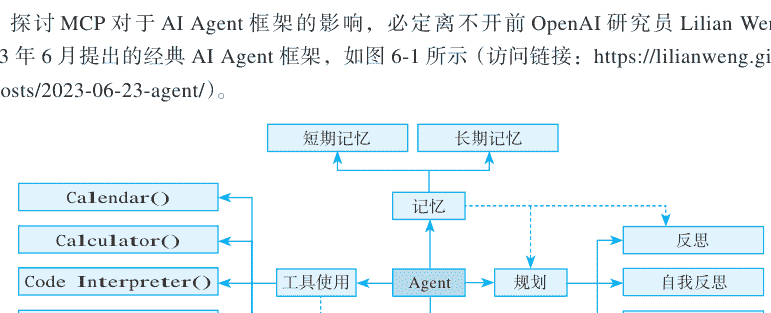 探讨 MCP 对于 AI Agent 框架的影响，必定离不开前 OpenAI 研究员 Lilian Wen
3 年 6 月提出的经典 AI Agent 框架，如图 6-1 所示（访问链接：https://lilianweng.gi
osts/2023-06-23-agent/）。
短期记忆 长期记忆
Calendar() 记忆
Calculator() 反思
Code Interpreter() 工具使用 Agent 规划 自我反思